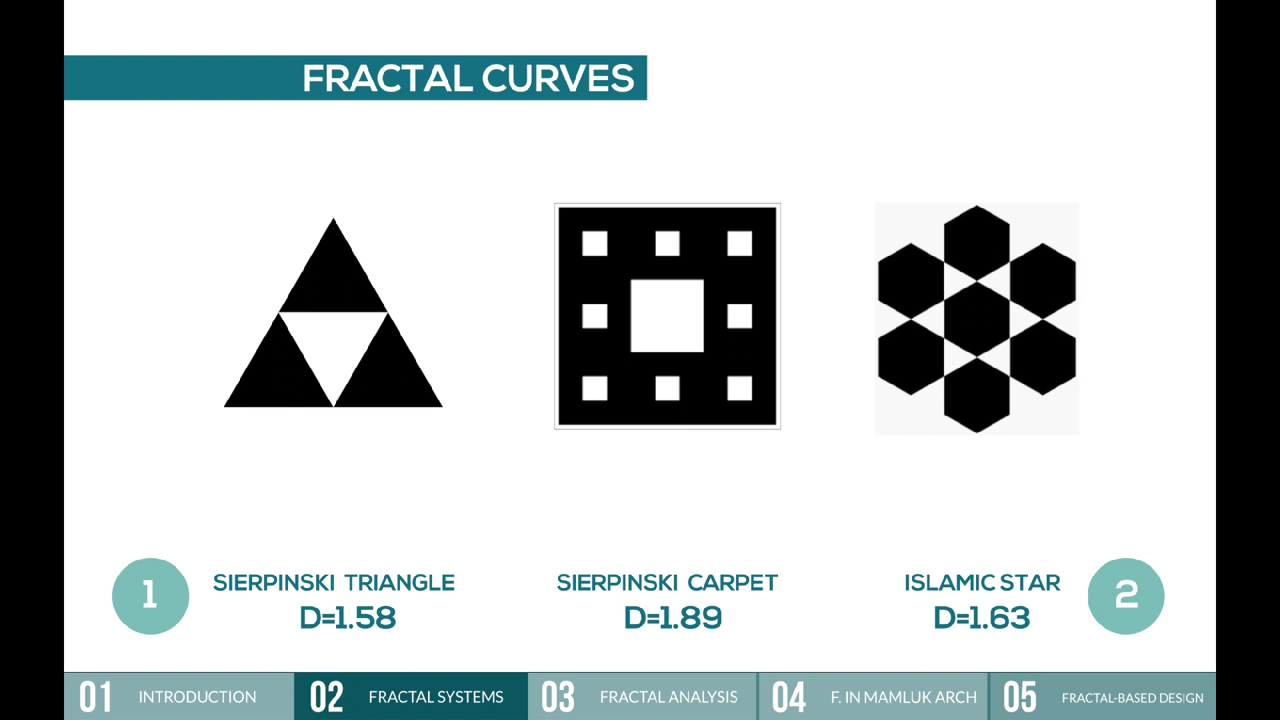 FRACTAL CURVES
1
SIERPINSKI TRIANGLE
D=1.58
SIERPINSKI CARPET
D=1.89
ISLAMIC STAR
D=1.63
2
01 INTRODUCTION
02 FRACTAL SYSTEMS
03 FRACTAL ANALYSIS
04 F. IN MAMLUK ARCH
05 FRACTAL-BASED DESIGN